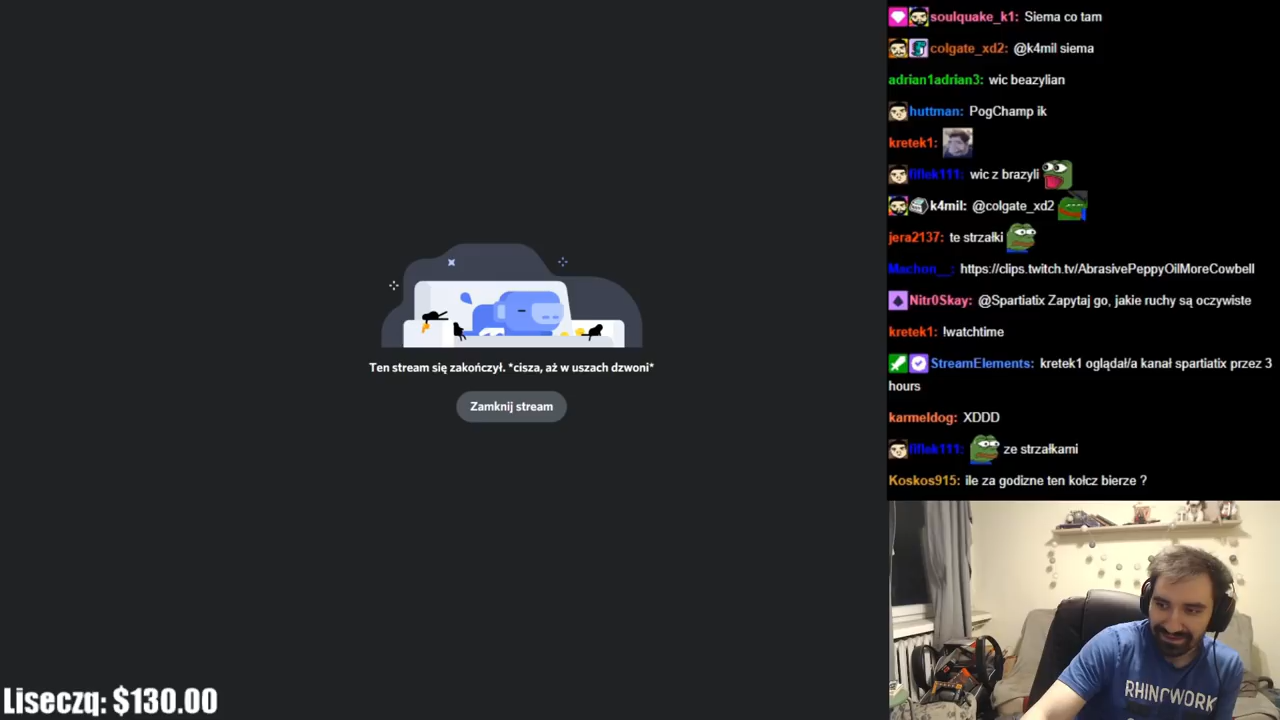 soulquake_k1: Siema co tam
colgate_xd2: @k4mil siema
adrian1adrian3: wic beazylian
huttman: PogChamp ik
kretek1:
fiflek111: wic z brazyli
k4mil: @colgate_xd2
jera2137: te strzałki
Machon__: https://clips.twitch.tv/AbrasivePeppyOilMoreCowbell
Nitr0Skay: @Spartiatix Zapytaj go, jakie ruchy są oczywiste
kretek1: !watchtime
StreamElements: kretek1 oglądał/a kanał spartiatix przez 3
hours
karmeldog: XDDD
fiflek111: ze strzałkami
Koskos915: ile za godizne ten kołcz bierze ?
Ten stream się zakończył. *cisza, aż w uszach dzwoni*
Zamknij stream
RHINOWORK
Liseczq: $130.00